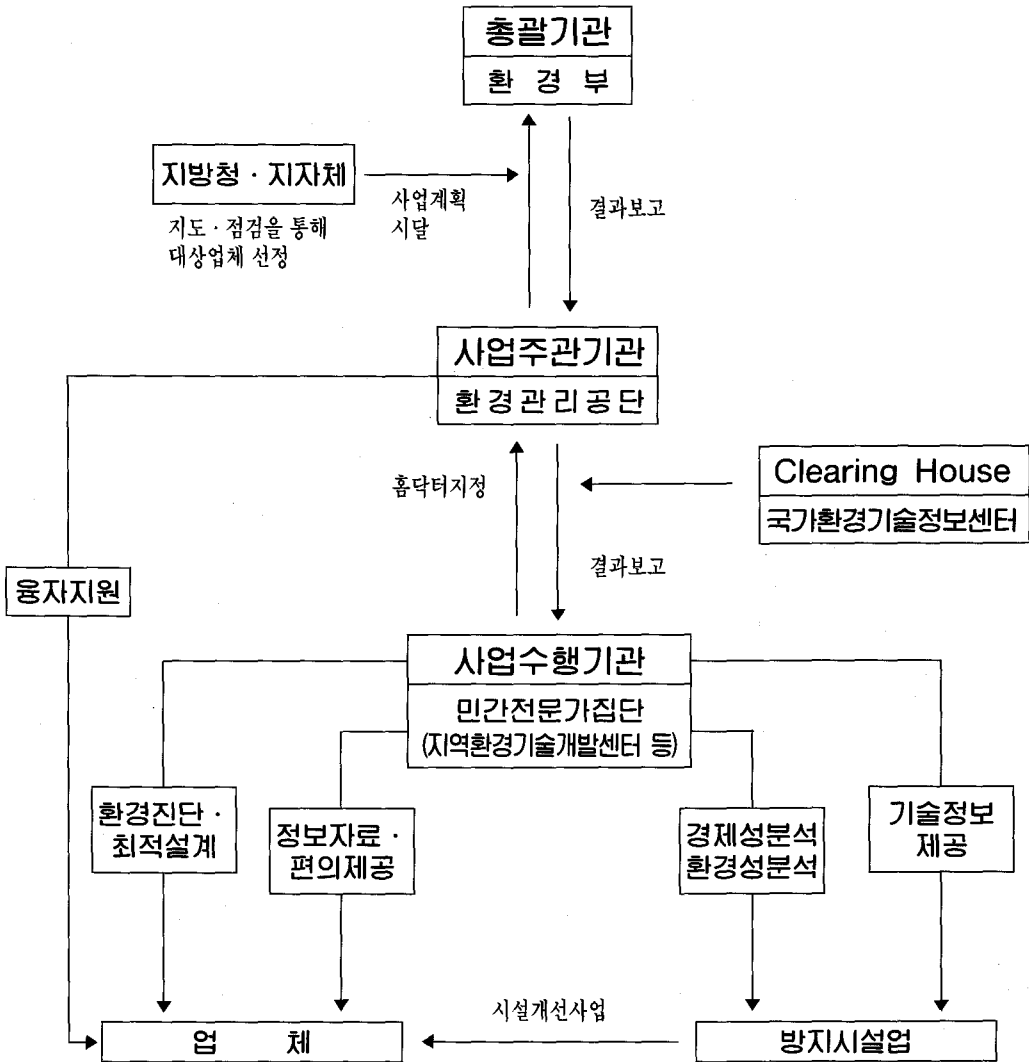 총괄기관
환 경 부
지방청 · 지자체
지도 · 점검을 통해
대상업체 선정
사업계획
시달
결과보고
사업주관기관
환경관리공단
홈닥터지정
Clearing House
국가환경기술정보센터
결과보고
융자지원
사업수행기관
민간전문가집단
(지역환경기술개발센터 등)
환경진단 ·
최적설계
정보자료 ·
편의제공
경제성분석
환경성분석
기술정보
제공
업 체
시설개선사업
방지시설업